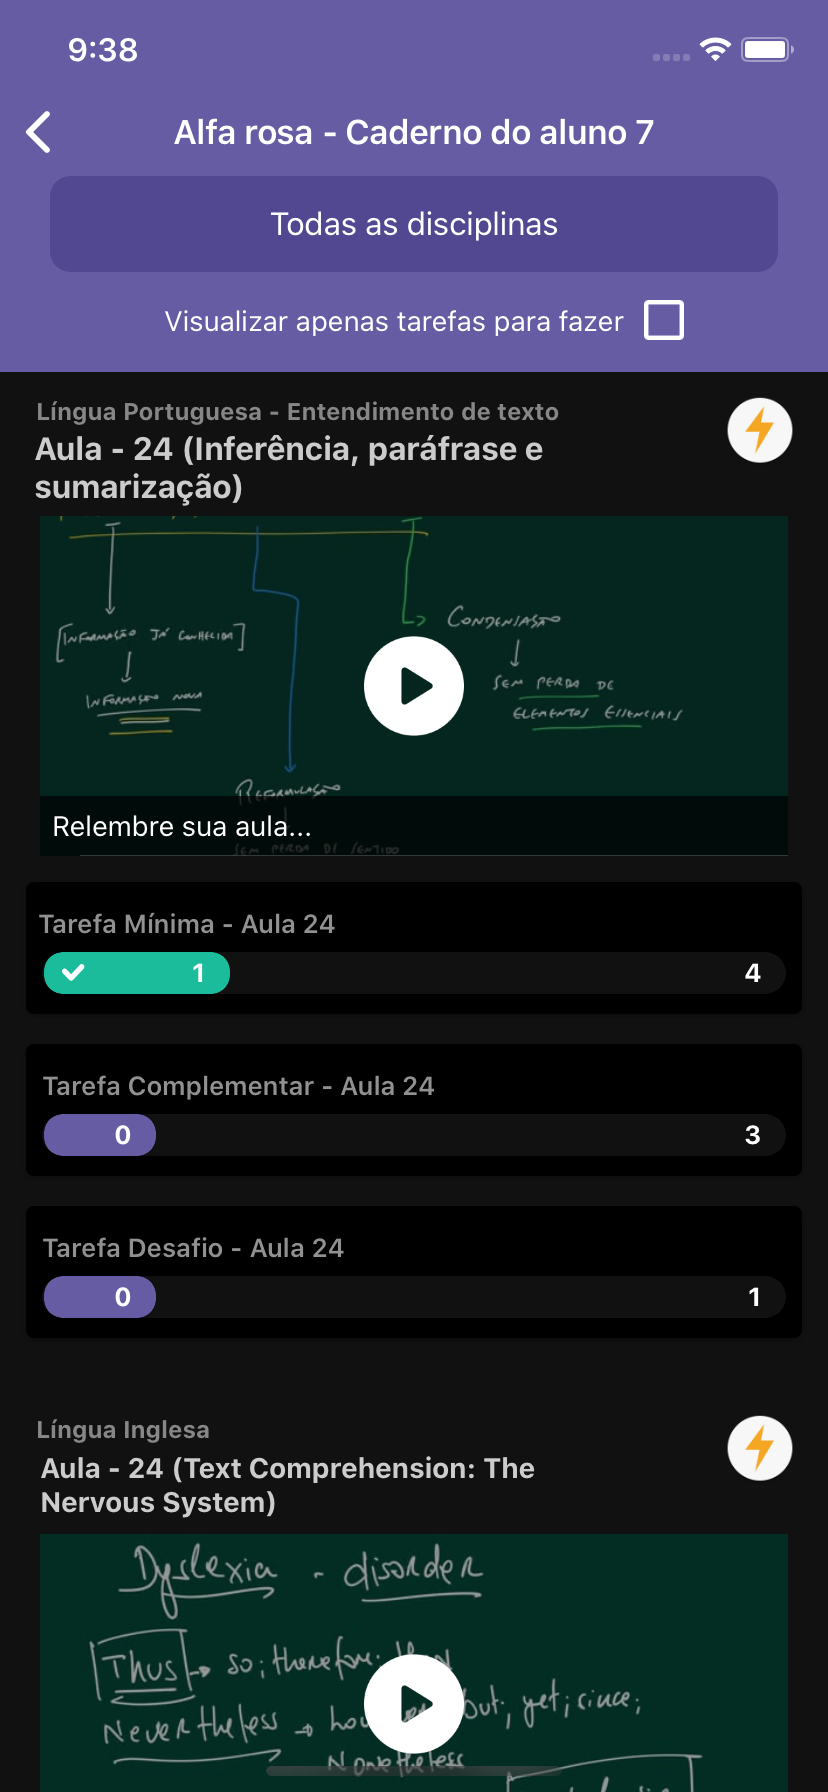 9:38
Alfa rosa - Caderno do aluno 7
Todas as disciplinas
Visualizar apenas tarefas para fazer
Língua Portuguesa - Entendimento de texto
Aula - 24 (Inferência, paráfrase e
sumarização)
[INFORMAÇÃO JÁ CONHECIDA]
CONDENSAÇÃO
INFORMAÇÃO NOVA
SEM PERDA DE
ELEMENTOS ESSENCIAIS
REFORMULAÇÃO
Relembre sua aula...
SEM PERDA DE SENTIDO
Tarefa Mínima - Aula 24
1 4
Tarefa Complementar - Aula 24
0 3
Tarefa Desafio - Aula 24
0 1
Língua Inglesa
Aula - 24 (Text Comprehension: The
Nervous System)
Dyslexia - disorder
Thus → so; therefore;
Nevertheless → but; yet; since;
Nonetheless